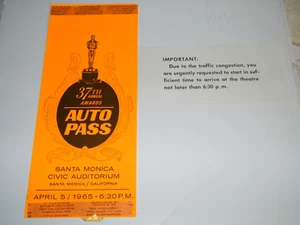 37TH
ANNUAL
AWARDS
AUTO
PASS
SANTA MONICA
CIVIC AUDITORIUM
SANTA MONICA / CALIFORNIA
APRIL 5 / 1965 - 6:30 P.M.
IMPORTANT:
Due to the traffic congestion, you
are urgently requested to start in suf-
ficient time to arrive at the theatre
not later than 6:30 p. m.